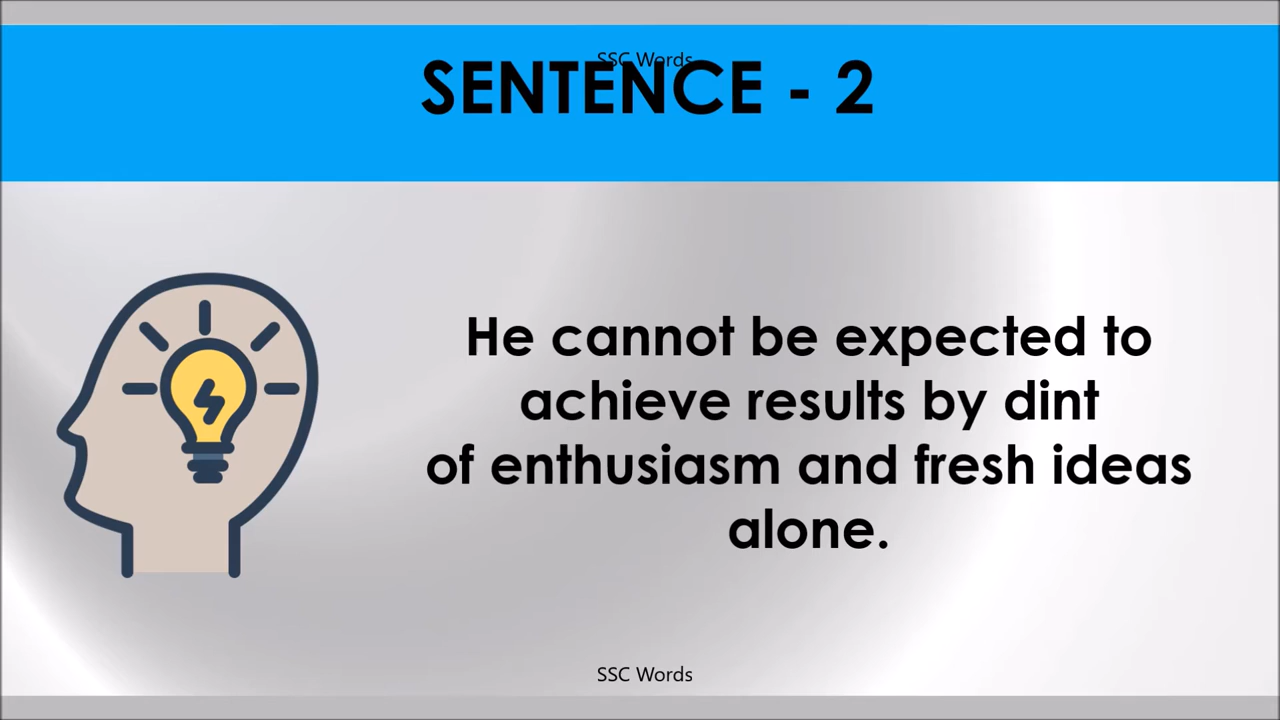 SSC Words
SENTENCE - 2
He cannot be expected to
achieve results by dint
of enthusiasm and fresh ideas
alone.
SSC Words